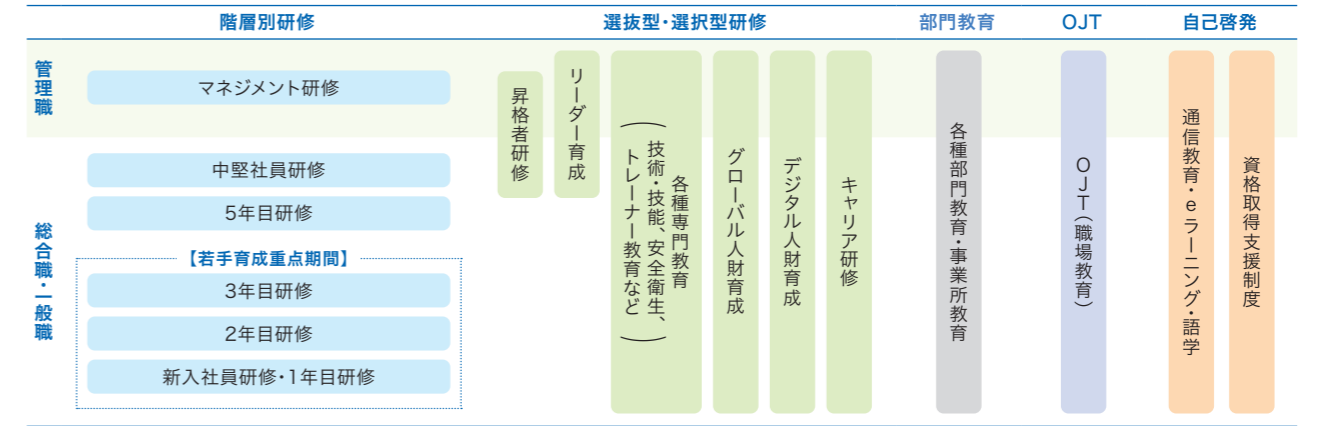 階層別研修
選抜型・選択型研修
部門教育
OJT
自己啓発
管理職
マネジメント研修
総合職・一般職
中堅社員研修
5年目研修
【若手育成重点期間】
3年目研修
2年目研修
新入社員研修・1年目研修
昇格者研修
リーダー育成
各種専門教育
(技術・技能、安全衛生、
トレーナー教育など)
グローバル人財育成
デジタル人財育成
キャリア研修
各種部門教育・事業所教育
OJT(職場教育)
通信教育・eラーニング・語学
資格取得支援制度